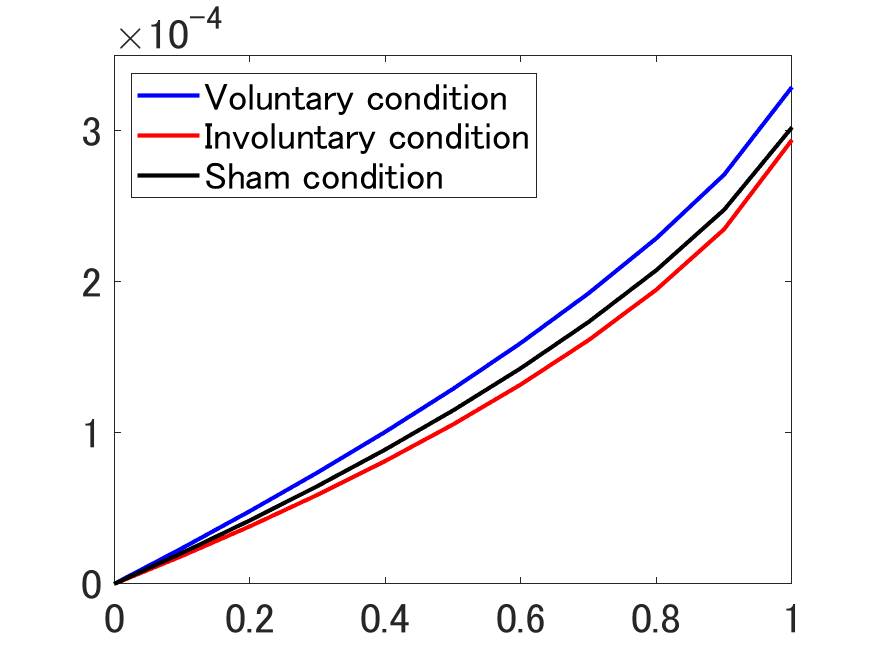 ×10⁻⁴
Voluntary condition
Involuntary condition
Sham condition
3
2
1
0
0 0.2 0.4 0.6 0.8 1